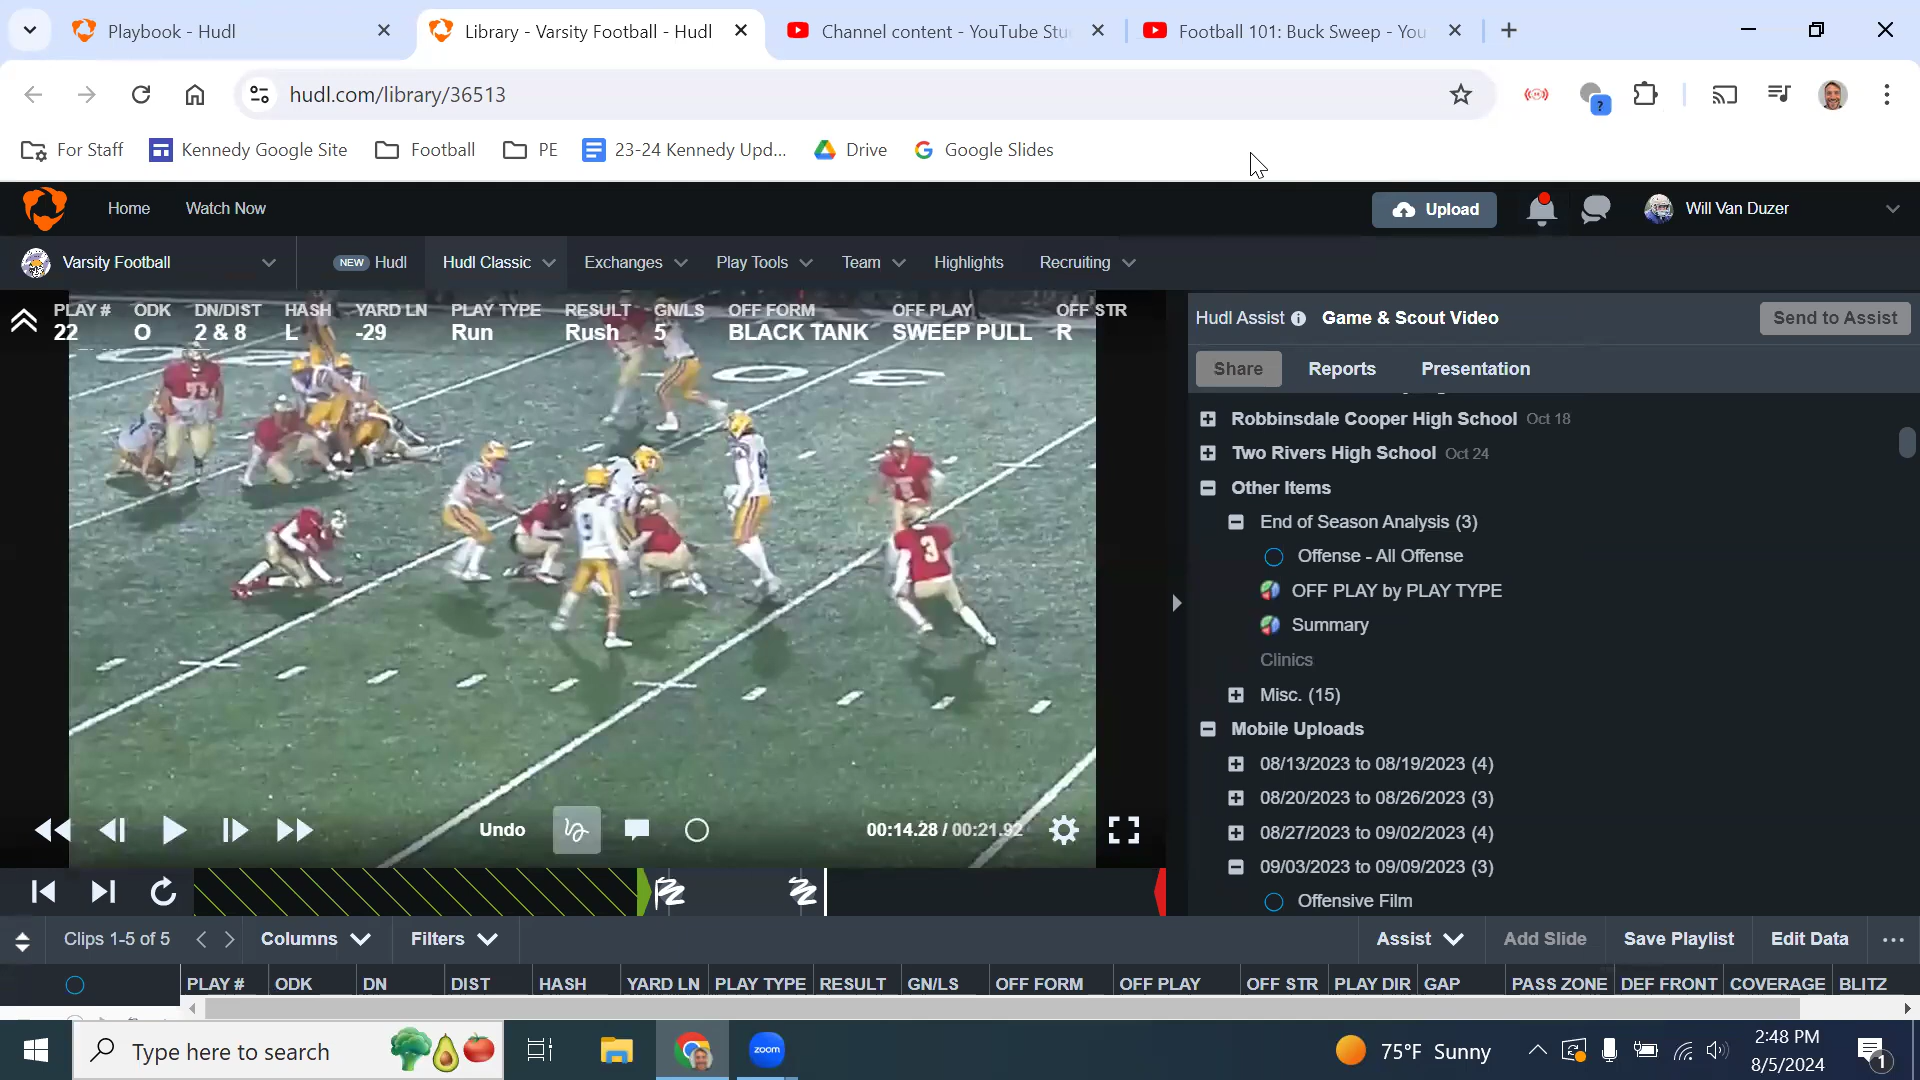 Playbook - Hudl
Library - Varsity Football - Hudl
Channel content - YouTube Stu
Football 101: Buck Sweep - You
hudl.com/library/36513
For Staff
Kennedy Google Site
Football
PE
23-24 Kennedy Upd...
Drive
Google Slides
Home
Watch Now
Upload
Will Van Duzer
Varsity Football
NEW Hudl
Hudl Classic
Exchanges
Play Tools
Team
Highlights
Recruiting
PLAY # ODK DN/DIST HASH YARD LN PLAY TYPE RESULT GN/LS OFF FORM OFF PLAY OFF STR
22 O 2 & 8 L -29 Run Rush 5 BLACK TANK SWEEP PULL R
Hudl Assist Game & Scout Video
Send to Assist
Share
Reports
Presentation
Robbinsdale Cooper High School Oct 18
Two Rivers High School Oct 24
Other Items
End of Season Analysis (3)
Offense - All Offense
OFF PLAY by PLAY TYPE
Summary
Clinics
Misc. (15)
Mobile Uploads
08/13/2023 to 08/19/2023 (4)
08/20/2023 to 08/26/2023 (3)
08/27/2023 to 09/02/2023 (4)
09/03/2023 to 09/09/2023 (3)
Offensive Film
9
3
Undo
00:14.28 / 00:21.92
Clips 1-5 of 5
Columns
Filters
Assist
Add Slide
Save Playlist
Edit Data
PLAY # ODK DN DIST HASH YARD LN PLAY TYPE RESULT GN/LS OFF FORM OFF PLAY OFF STR PLAY DIR GAP PASS ZONE DEF FRONT COVERAGE BLITZ
Type here to search
zoom
75°F Sunny
2:48 PM
8/5/2024
1